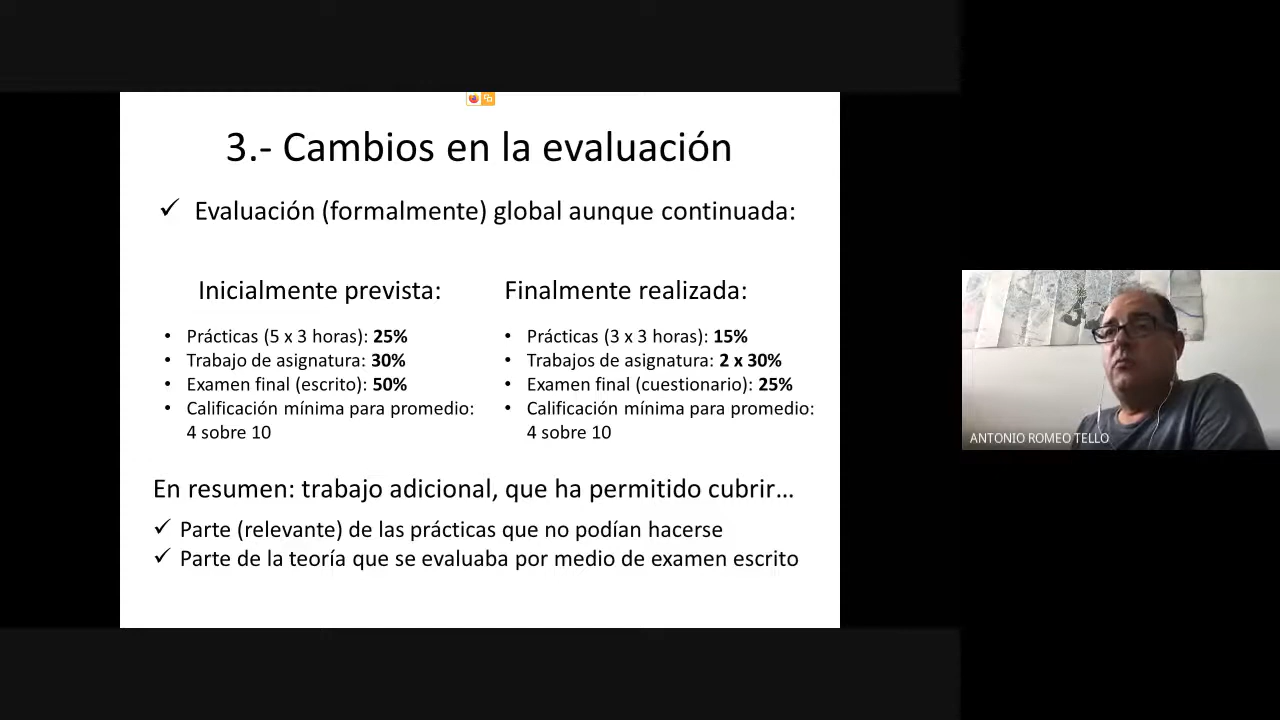 3.- Cambios en la evaluación
✓ Evaluación (formalmente) global aunque continuada:
Inicialmente prevista:
• Prácticas (5 x 3 horas): 25%
• Trabajo de asignatura: 30%
• Examen final (escrito): 50%
• Calificación mínima para promedio:
4 sobre 10
Finalmente realizada:
• Prácticas (3 x 3 horas): 15%
• Trabajos de asignatura: 2 x 30%
• Examen final (cuestionario): 25%
• Calificación mínima para promedio:
4 sobre 10
En resumen: trabajo adicional, que ha permitido cubrir…
✓ Parte (relevante) de las prácticas que no podían hacerse
✓ Parte de la teoría que se evaluaba por medio de examen escrito
ANTONIO ROMEO TELLO